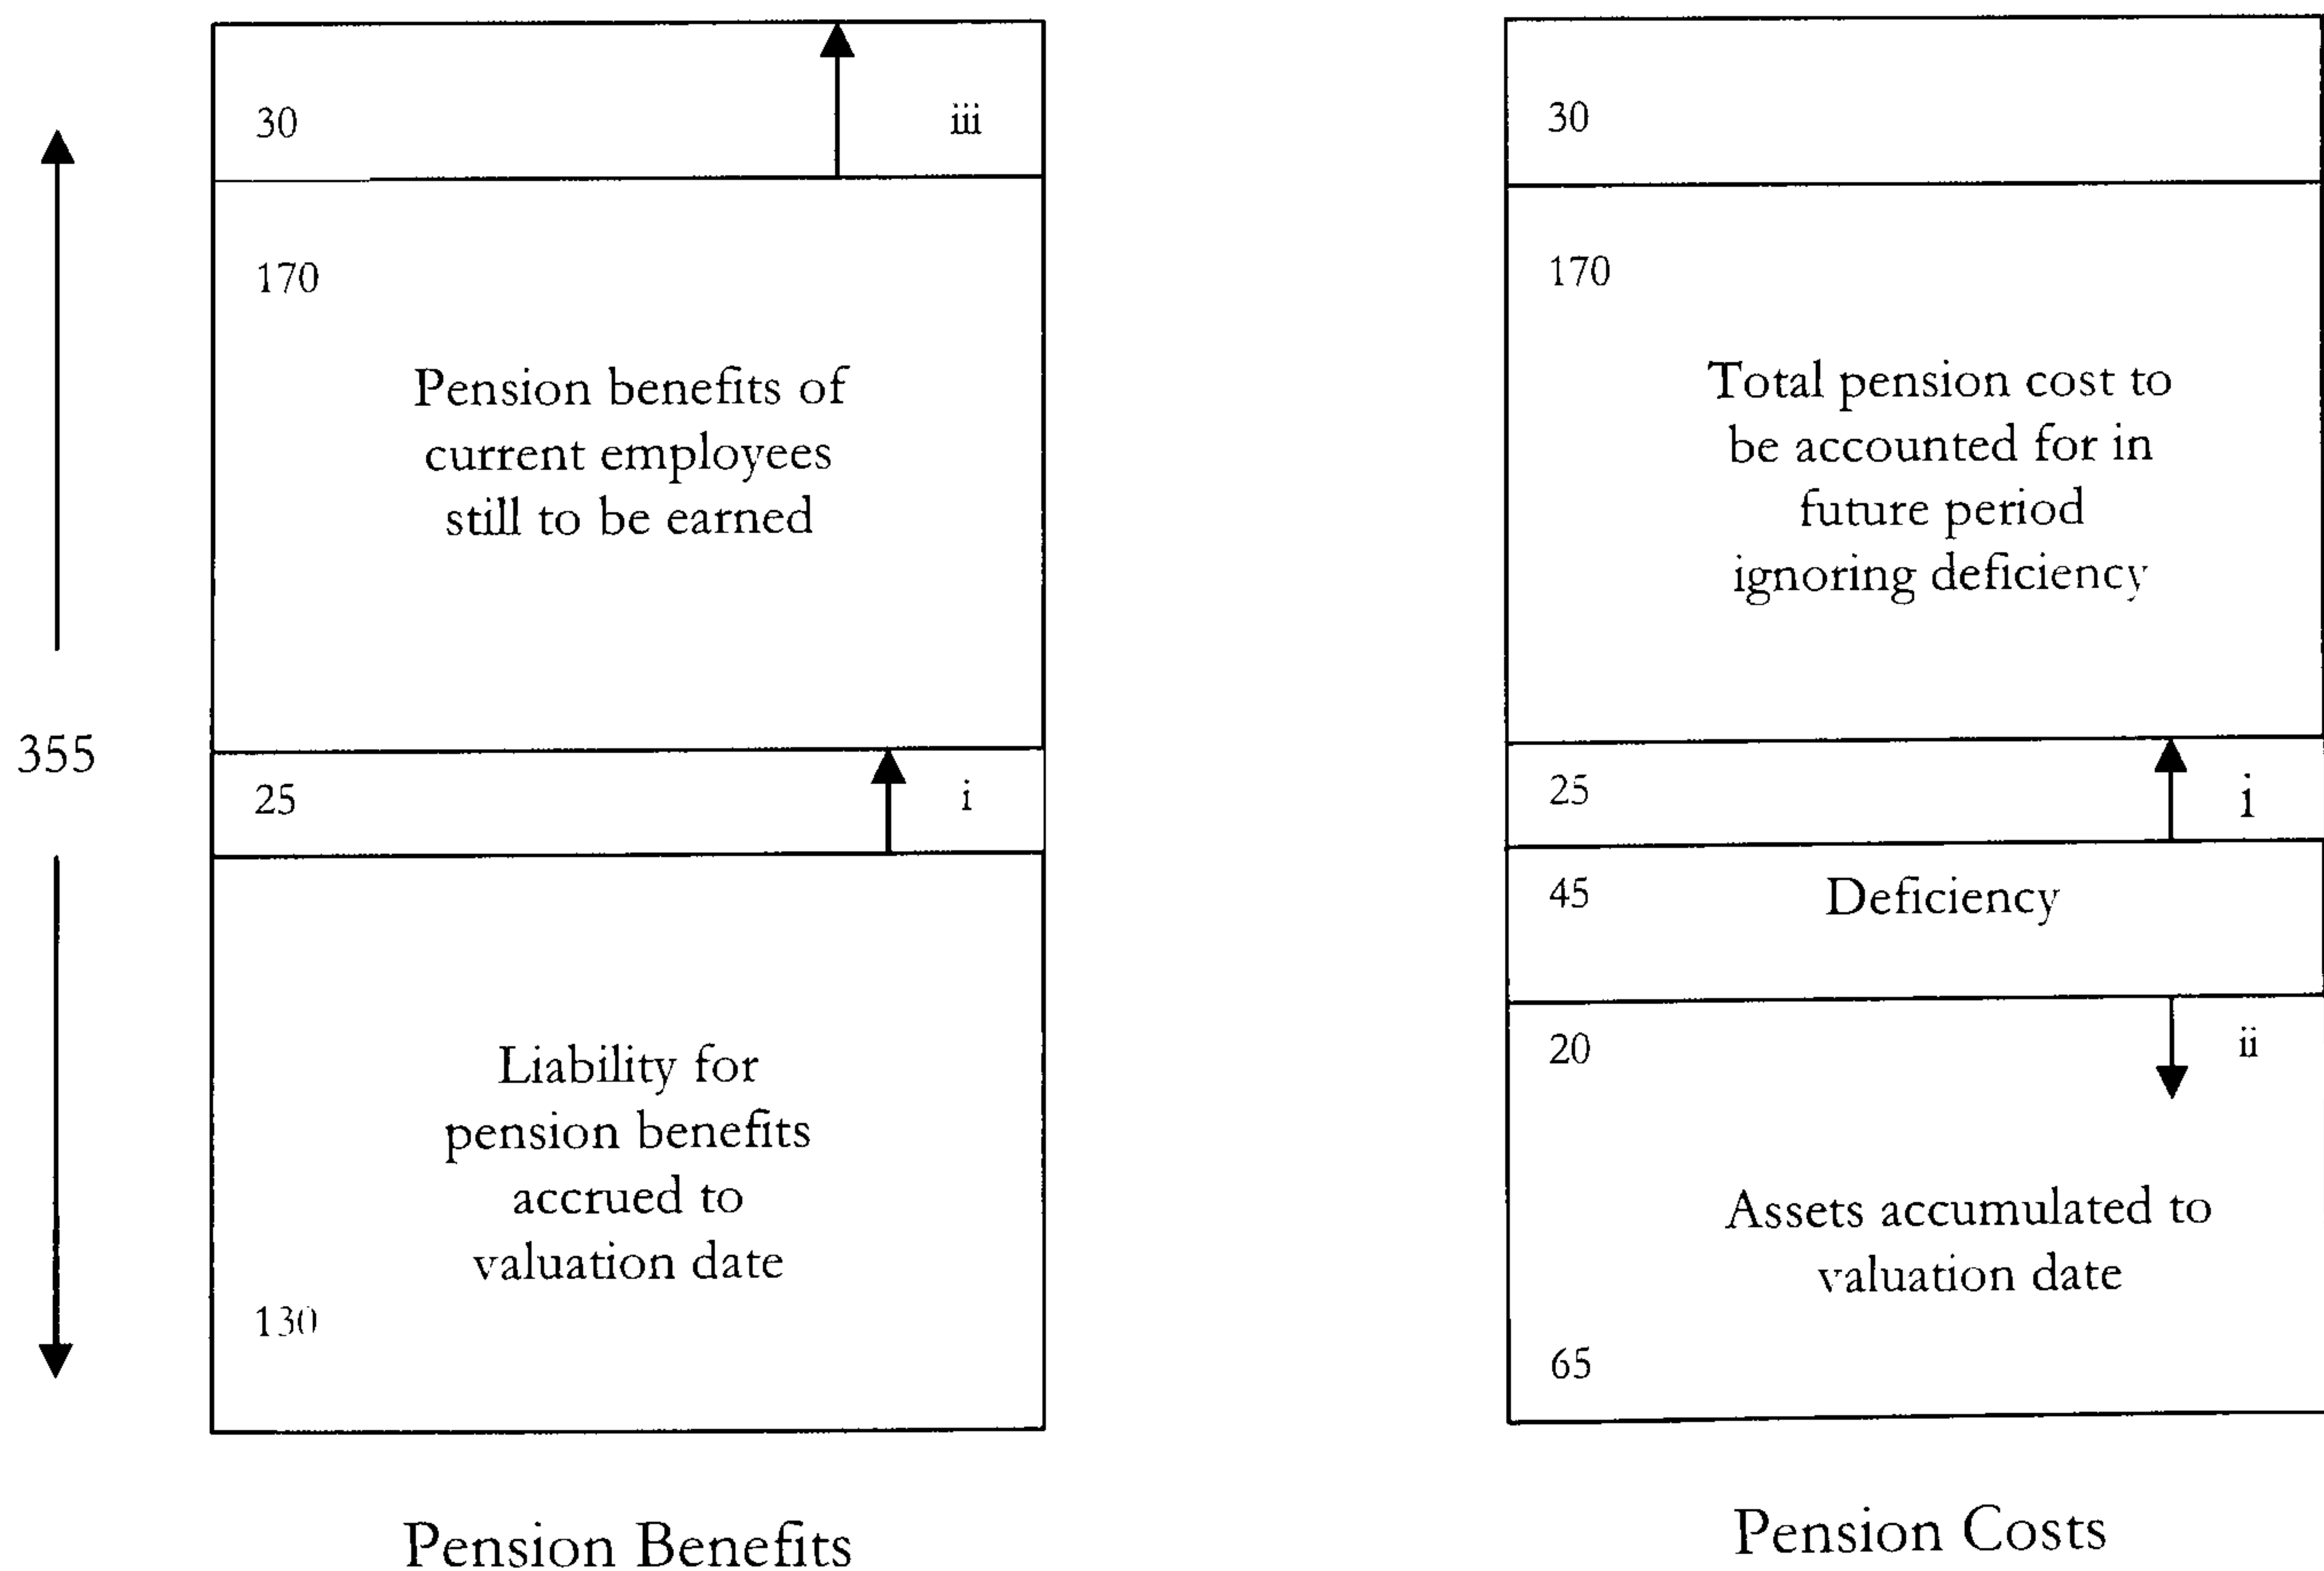 30
iii
170
Pension benefits of
current employees
still to be earned
355
25
i
Liability for
pension benefits
accrued to
valuation date
130
Pension Benefits
30
170
Total pension cost to
be accounted for in
future period
ignoring deficiency
25
i
45
Deficiency
20
ii
Assets accumulated to
valuation date
65
Pension Costs